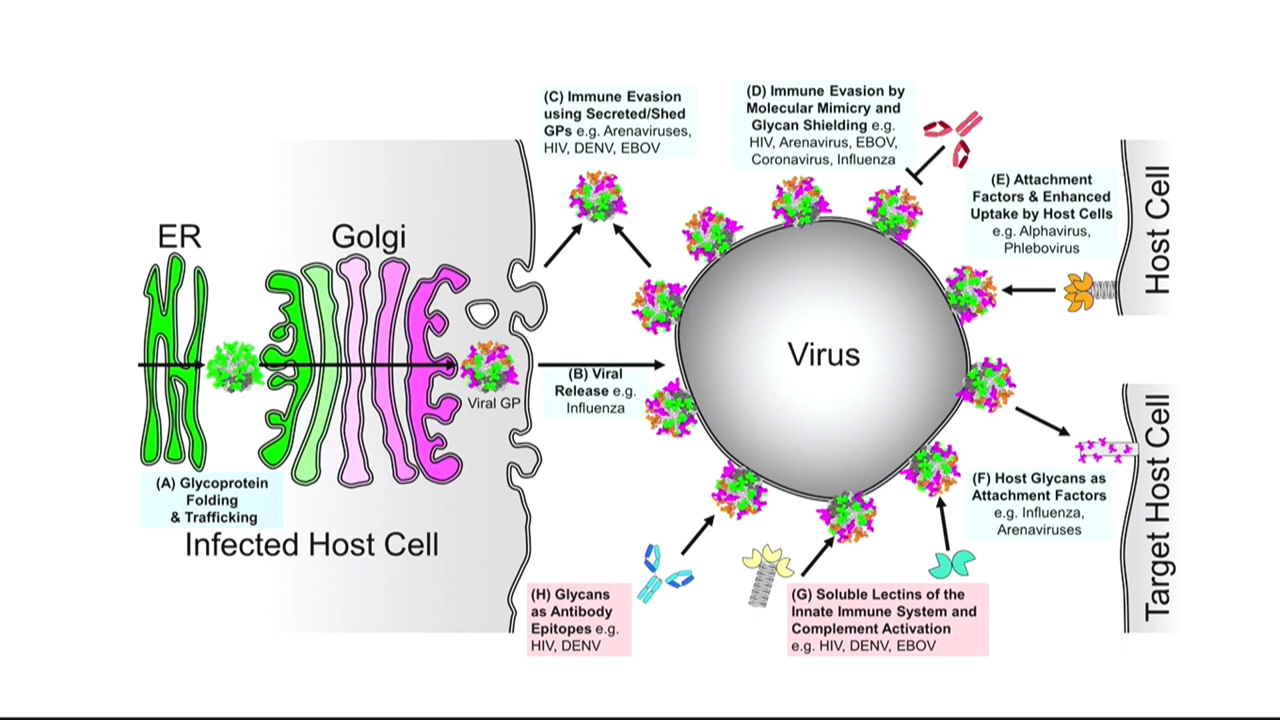 (C) Immune Evasion
using Secreted/Shed
GPs e.g. Arenaviruses,
HIV, DENV, EBOV
(D) Immune Evasion by
Molecular Mimicry and
Glycan Shielding e.g.
HIV, Arenavirus, EBOV,
Coronavirus, Influenza
(E) Attachment
Factors & Enhanced
Uptake by Host Cells
e.g. Alphavirus,
Phlebovirus
Host Cell
ER
Golgi
Viral GP
(B) Viral
Release e.g.
Influenza
Virus
(A) Glycoprotein
Folding
& Trafficking
Infected Host Cell
(F) Host Glycans as
Attachment Factors
e.g. Influenza,
Arenaviruses
Target Host Cell
(H) Glycans
as Antibody
Epitopes e.g.
HIV, DENV
(G) Soluble Lectins of the
Innate Immune System and
Complement Activation
e.g. HIV, DENV, EBOV